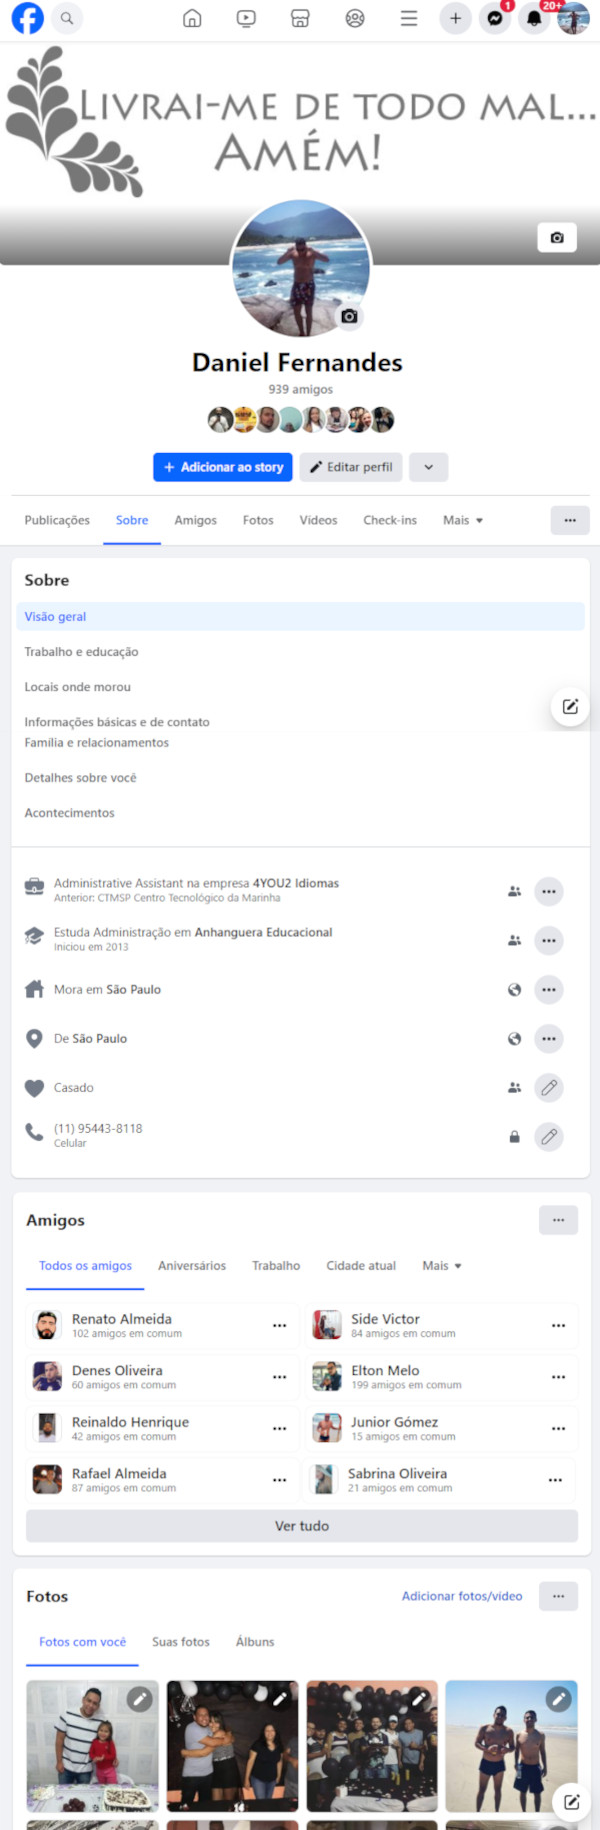 1
20+
LIVRAI-ME DE TODO MAL...
AMÉM!
Daniel Fernandes
939 amigos
+ Adicionar ao story
Editar perfil
Publicações
Sobre
Amigos
Fotos
Vídeos
Check-ins
Mais
Sobre
Visão geral
Trabalho e educação
Locais onde morou
Informações básicas e de contato
Família e relacionamentos
Detalhes sobre você
Acontecimentos
Administrative Assistant na empresa 4YOU2 Idiomas
Anterior: CTMSP Centro Tecnológico da Marinha
Estuda Administração em Anhanguera Educacional
Iniciou em 2013
Mora em São Paulo
De São Paulo
Casado
(11) 95443-8118
Celular
Amigos
Todos os amigos
Aniversários
Trabalho
Cidade atual
Mais
Renato Almeida
102 amigos em comum
Side Victor
84 amigos em comum
Denes Oliveira
60 amigos em comum
Elton Melo
199 amigos em comum
Reinaldo Henrique
42 amigos em comum
Junior Gómez
15 amigos em comum
Rafael Almeida
87 amigos em comum
Sabrina Oliveira
21 amigos em comum
Ver tudo
Fotos
Adicionar fotos/vídeo
Fotos com você
Suas fotos
Álbuns